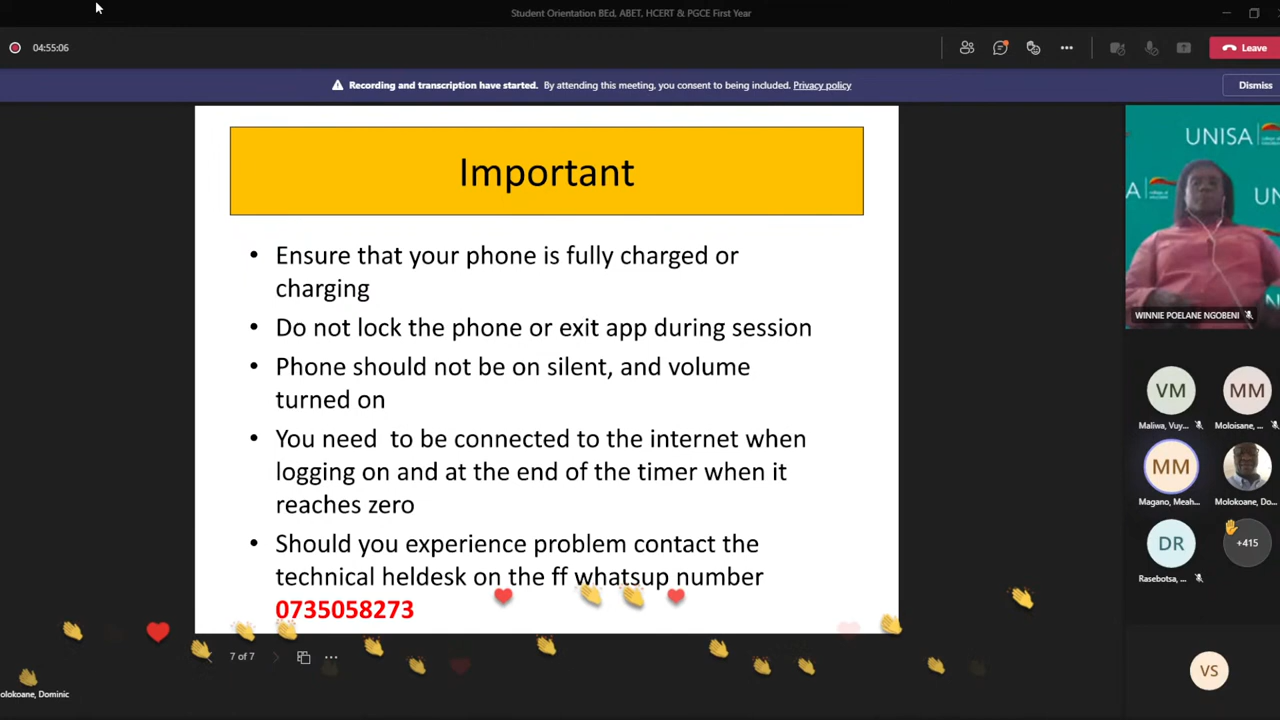 Student Orientation BEd, ABET, HCERT & PGCE First Year
04:55:06
Leave
Recording and transcription have started. By attending this meeting, you consent to being included. Privacy policy
Dismiss
Important
• Ensure that your phone is fully charged or
charging
• Do not lock the phone or exit app during session
• Phone should not be on silent, and volume
turned on
• You need to be connected to the internet when
logging on and at the end of the timer when it
reaches zero
• Should you experience problem contact the
technical heldesk on the ff whatsup number
0735058273
7 of 7
olokoane, Dominic
UNISA
A
UN
N
WINNIE POELANE NGOBENI
VM
MM
Maliwa, Vuy...
Moloisane, ...
MM
Magano, Meah...
Molokoane, Do...
DR
+415
Rasebotsa, ...
VS